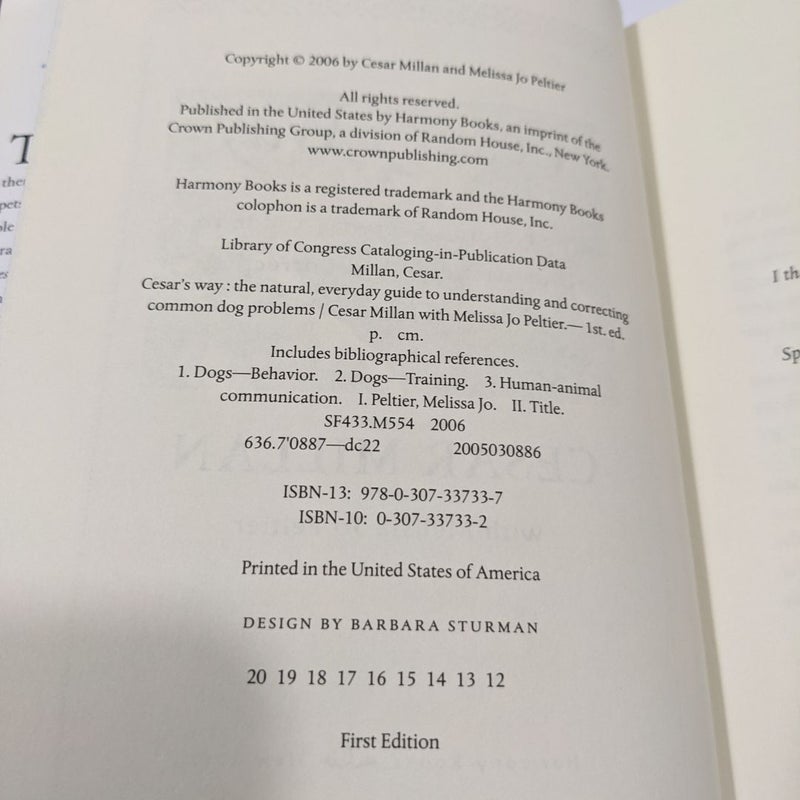 Copyright © 2006 by Cesar Millan and Melissa Jo Peltier
All rights reserved.
Published in the United States by Harmony Books, an imprint of the
Crown Publishing Group, a division of Random House, Inc., New York.
www.crownpublishing.com
Harmony Books is a registered trademark and the Harmony Books
colophon is a trademark of Random House, Inc.
Library of Congress Cataloging-in-Publication Data
Millan, Cesar.
Cesar's way : the natural, everyday guide to understanding and correcting
common dog problems / Cesar Millan with Melissa Jo Peltier.— 1st. ed.
p. cm.
Includes bibliographical references.
1. Dogs—Behavior. 2. Dogs—Training. 3. Human-animal
communication. I. Peltier, Melissa Jo. II. Title.
SF433.M554 2006
636.7'0887—dc22 2005030886
ISBN-13: 978-0-307-33733-7
ISBN-10: 0-307-33733-2
Printed in the United States of America
DESIGN BY BARBARA STURMAN
20 19 18 17 16 15 14 13 12
First Edition
I th
Sp